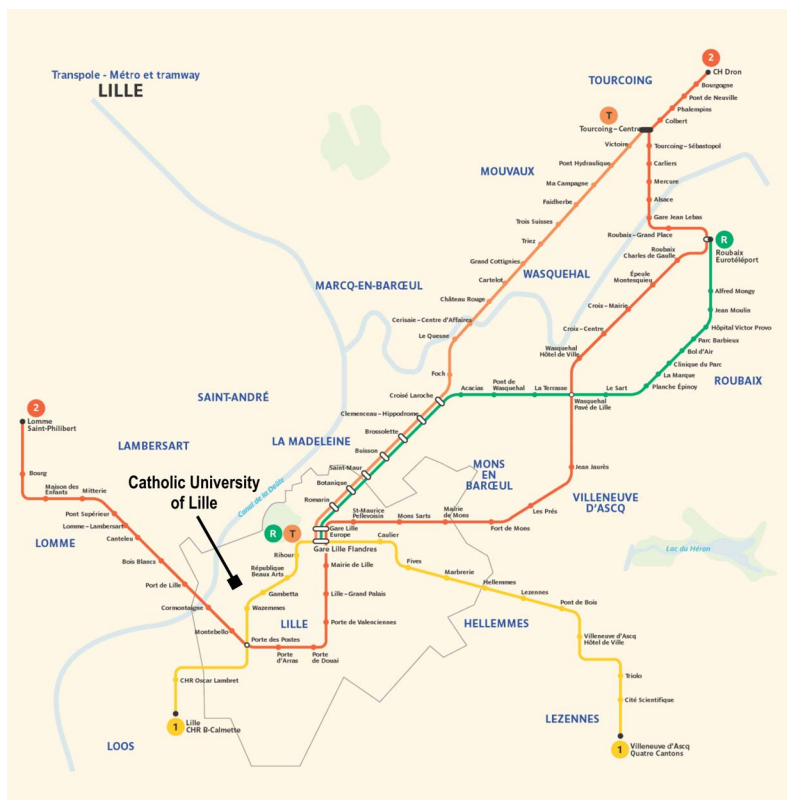 Transpole - Métro et tramway
LILLE
TOURCOING
2
CH Dron
Bourgogne
Pont de Neuville
Phalempins
Colbert
T
Tourcoing – Centre
Victoire
Tourcoing – Sébastopol
Pont Hydraulique
Carliers
MOUVAUX
Ma Campagne
Mercure
Faidherbe
Alsace
Trois Suisses
Gare Jean Lebas
Triez
Roubaix – Grand Place
R
Roubaix
Eurotéléport
Roubaix
Charles de Gaulle
Grand Cottignies
WASQUEHAL
Épeule
Montesquieu
Cartelot
MARCQ-EN-BARŒUL
Alfred Mongy
Château Rouge
Croix – Mairie
Jean Moulin
Cerisaie – Centre d'Affaires
Croix – Centre
Hôpital Victor Provo
Le Queuse
Parc Barbieux
Wasquehal
Hôtel de Ville
Bol d'Air
Clinique du Parc
Foch
La Marque
ROUBAIX
Planche Épinoy
Acacias
Pont de
Wasquehal
La Terrasse
Le Sart
SAINT-ANDRÉ
Croisé Laroche
Wasquehal
Pavé de Lille
2
Lomme
Saint-Philibert
Clemenceau – Hippodrome
LAMBERSART
LA MADELEINE
Brossolette
Buisson
MONS
EN
BARŒUL
Jean Jaurès
Bourg
Saint-Maur
Catholic University
of Lille
Canal de la Deûle
Botanique
Maison des
Enfants
Mitterie
Romarin
VILLENEUVE
D'ASCQ
Pont Supérieur
St-Maurice
Pellevoisin
Mons Sarts
Mairie
de Mons
Les Prés
Lomme – Lambersart
Fort de Mons
R
T
Gare Lille
Europe
LOMME
Canteleu
Caulier
Gare Lille Flandres
Lac du Héron
Rihour
Bois Blancs
République
Beaux Arts
Mairie de Lille
Fives
Marbrerie
Port de Lille
Hellemmes
Gambetta
Lille – Grand Palais
Lezennes
Cormontaigne
Wazemmes
Pont de Bois
LILLE
Porte de Valenciennes
HELLEMMES
Montebello
Porte des Postes
Villeneuve d'Ascq
Hôtel de Ville
Porte
d'Arras
Porte
de Douai
CHR Oscar Lambret
Triolo
Cité Scientifique
1
Lille
CHR B-Calmette
LEZENNES
LOOS
1
Villeneuve d'Ascq
Quatre Cantons